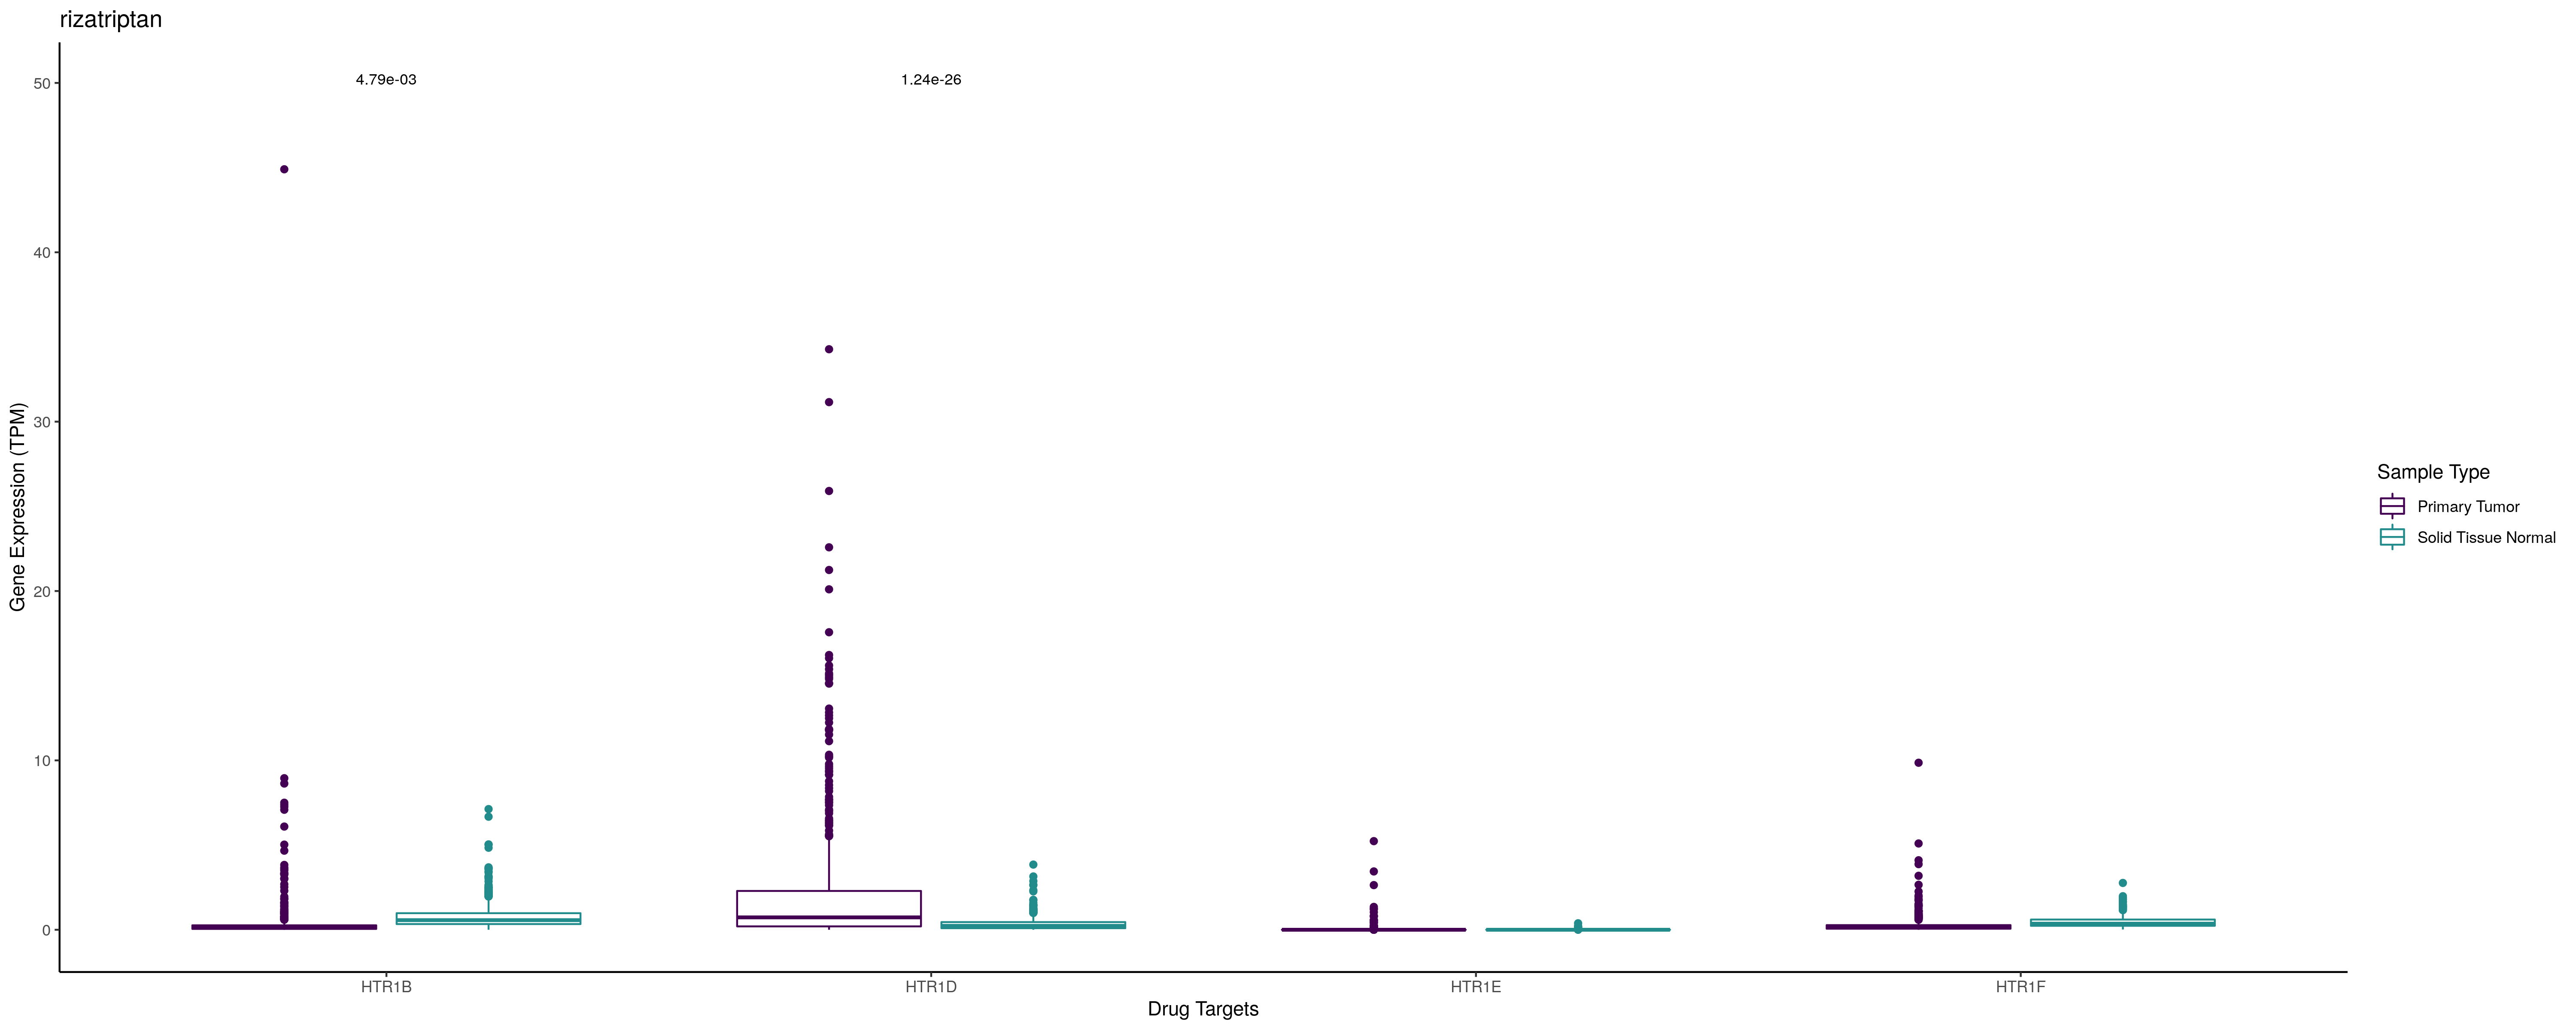 rizatriptan
4.79e-03
1.24e-26
50
40
30
20
10
0
Gene Expression (TPM)
HTR1B
HTR1D
HTR1E
HTR1F
Drug Targets
Sample Type
Primary Tumor
Solid Tissue Normal